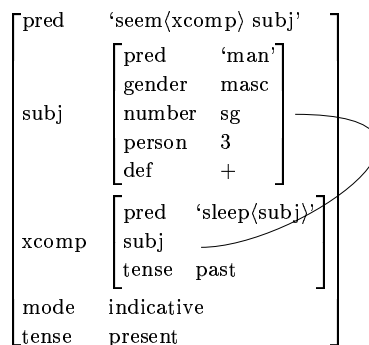 pred ‘seem⟨xcomp⟩ subj’
pred ‘man’
gender masc
subj number sg
person 3
def +
pred ‘sleep⟨subj⟩’
xcomp subj
tense past
mode indicative
tense present